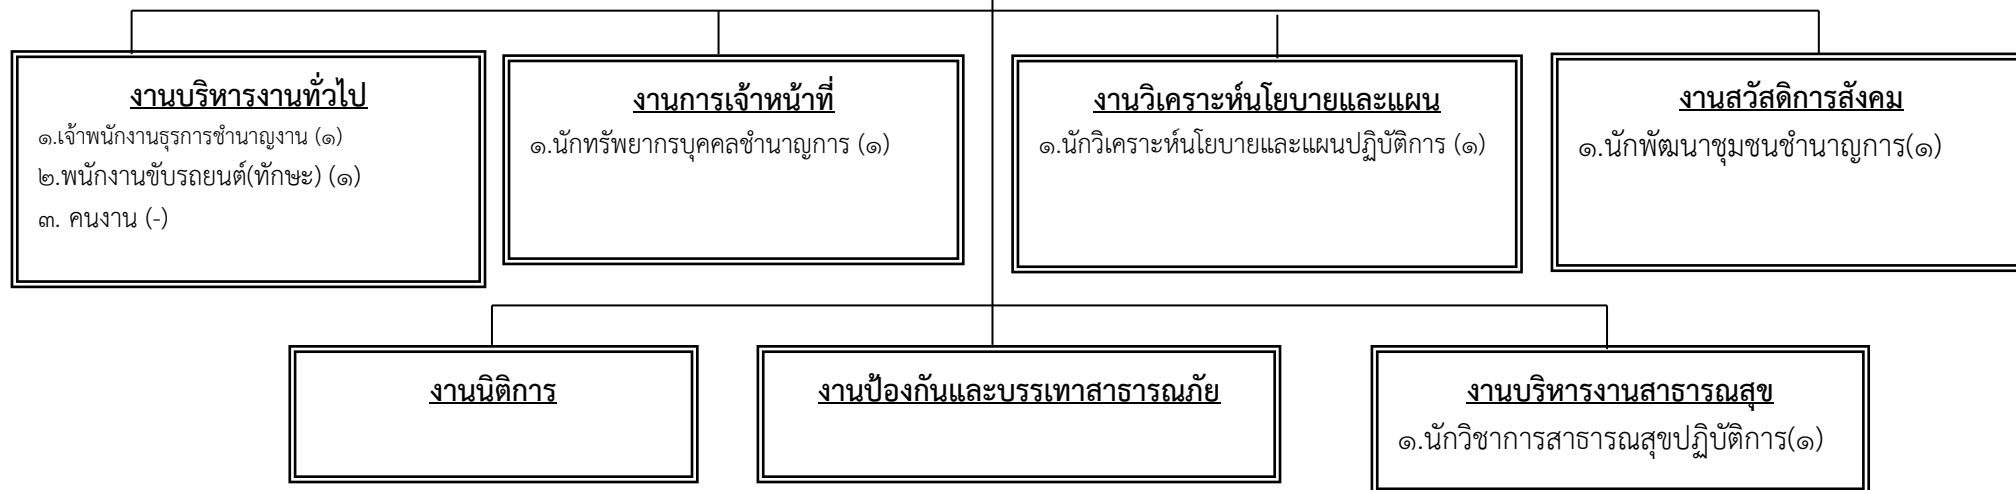 งานบริหารงานทั่วไป
๑.เจ้าพนักงานธุรการชำนาญงาน (๑)
๒.พนักงานขับรถยนต์(ทักษะ) (๑)
๓. คนงาน (-)
งานการเจ้าหน้าที่
๑.นักทรัพยากรบุคคลชำนาญการ (๑)
งานวิเคราะห์นโยบายและแผน
๑.นักวิเคราะห์นโยบายและแผนปฏิบัติการ (๑)
งานสวัสดิการสังคม
๑.นักพัฒนาชุมชนชำนาญการ(๑)
งานนิติการ
งานป้องกันและบรรเทาสาธารณภัย
งานบริหารงานสาธารณสุข
๑.นักวิชาการสาธารณสุขปฏิบัติการ(๑)